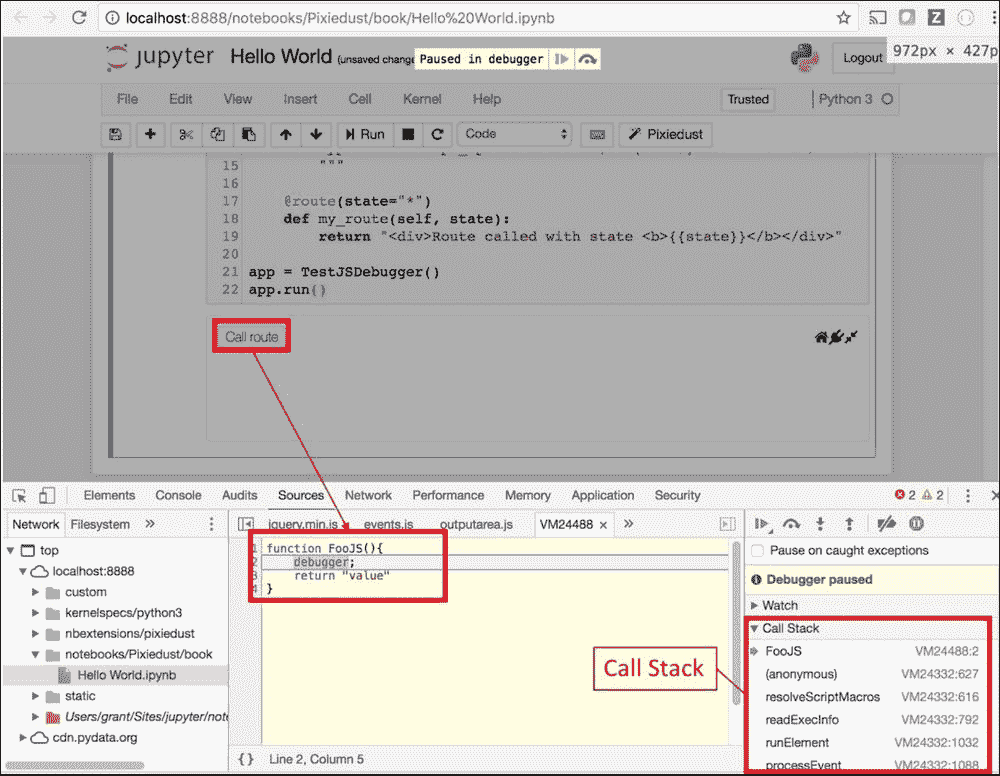 localhost:8888/notebooks/Pixiedust/book/Hello%20World.ipynb
972px × 427p
jupyter Hello World (unsaved change
Paused in debugger
Logout
File Edit View Insert Cell Kernel Help
Trusted
Python 3
Run
Code
Pixiedust
15 """
16
17 @route(state="*")
18 def my_route(self, state):
19 return "<div>Route called with state <b>{{state}}</b></div>"
20
21 app = TestJSDebugger()
22 app.run()
Call route
Elements Console Audits Sources Network Performance Memory Application Security
2 2
Network Filesystem »
jquery.min.js events.js outputarea.js VM24488 × »
top
localhost:8888
custom
kernelspecs/python3
nbextensions/pixiedust
notebooks/Pixiedust/book
Hello World.ipynb
static
Users/grant/Sites/jupyter/note
cdn.pydata.org
1 function FooJS(){
2 debugger;
3 return "value"
4 }
Call Stack
{} Line 2, Column 5
Pause on caught exceptions
Debugger paused
Watch
Call Stack
FooJS VM24488:2
(anonymous) VM24332:627
resolveScriptMacros VM24332:616
readExecInfo VM24332:792
runElement VM24332:1032
processEvent VM24332:1088